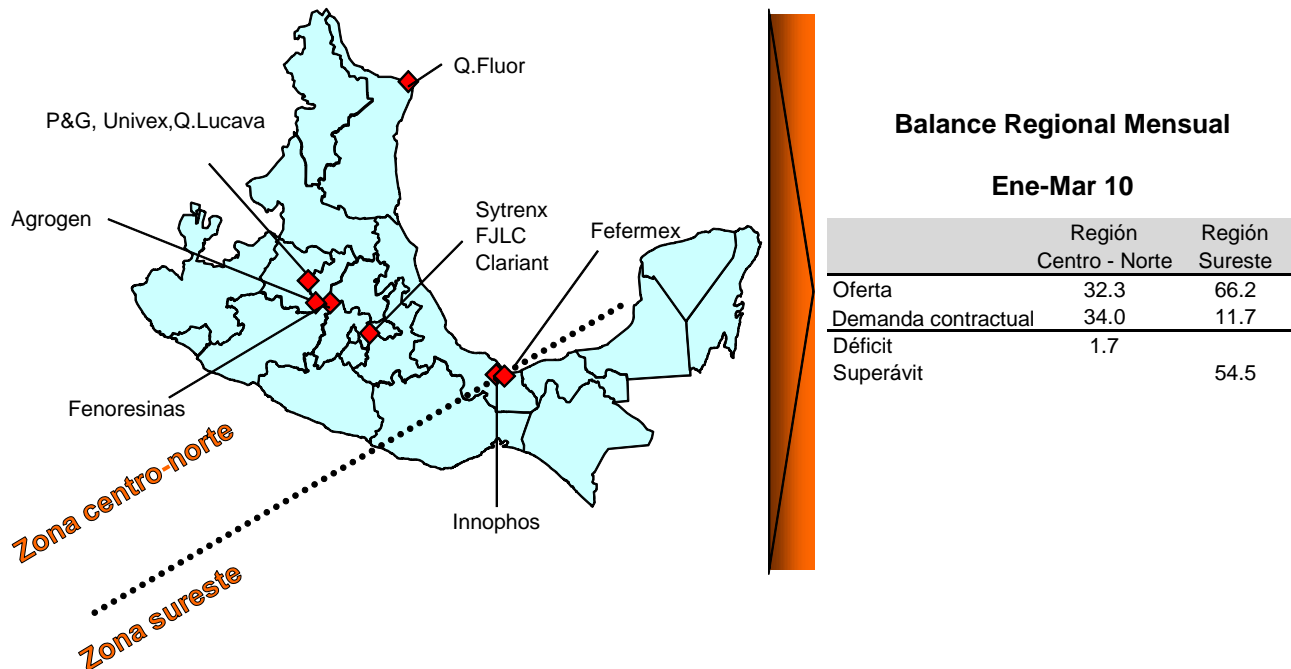 Q.Fluor
P&G, Univex,Q.Lucava
Agrogen
Sytrenx
FJLC
Clariant
Fefermex
Fenoresinas
Innophos
Zona centro-norte
Zona sureste
Balance Regional Mensual
Ene-Mar 10
Región Región
Centro - Norte Sureste
Oferta 32.3 66.2
Demanda contractual 34.0 11.7
Déficit 1.7
Superávit 54.5